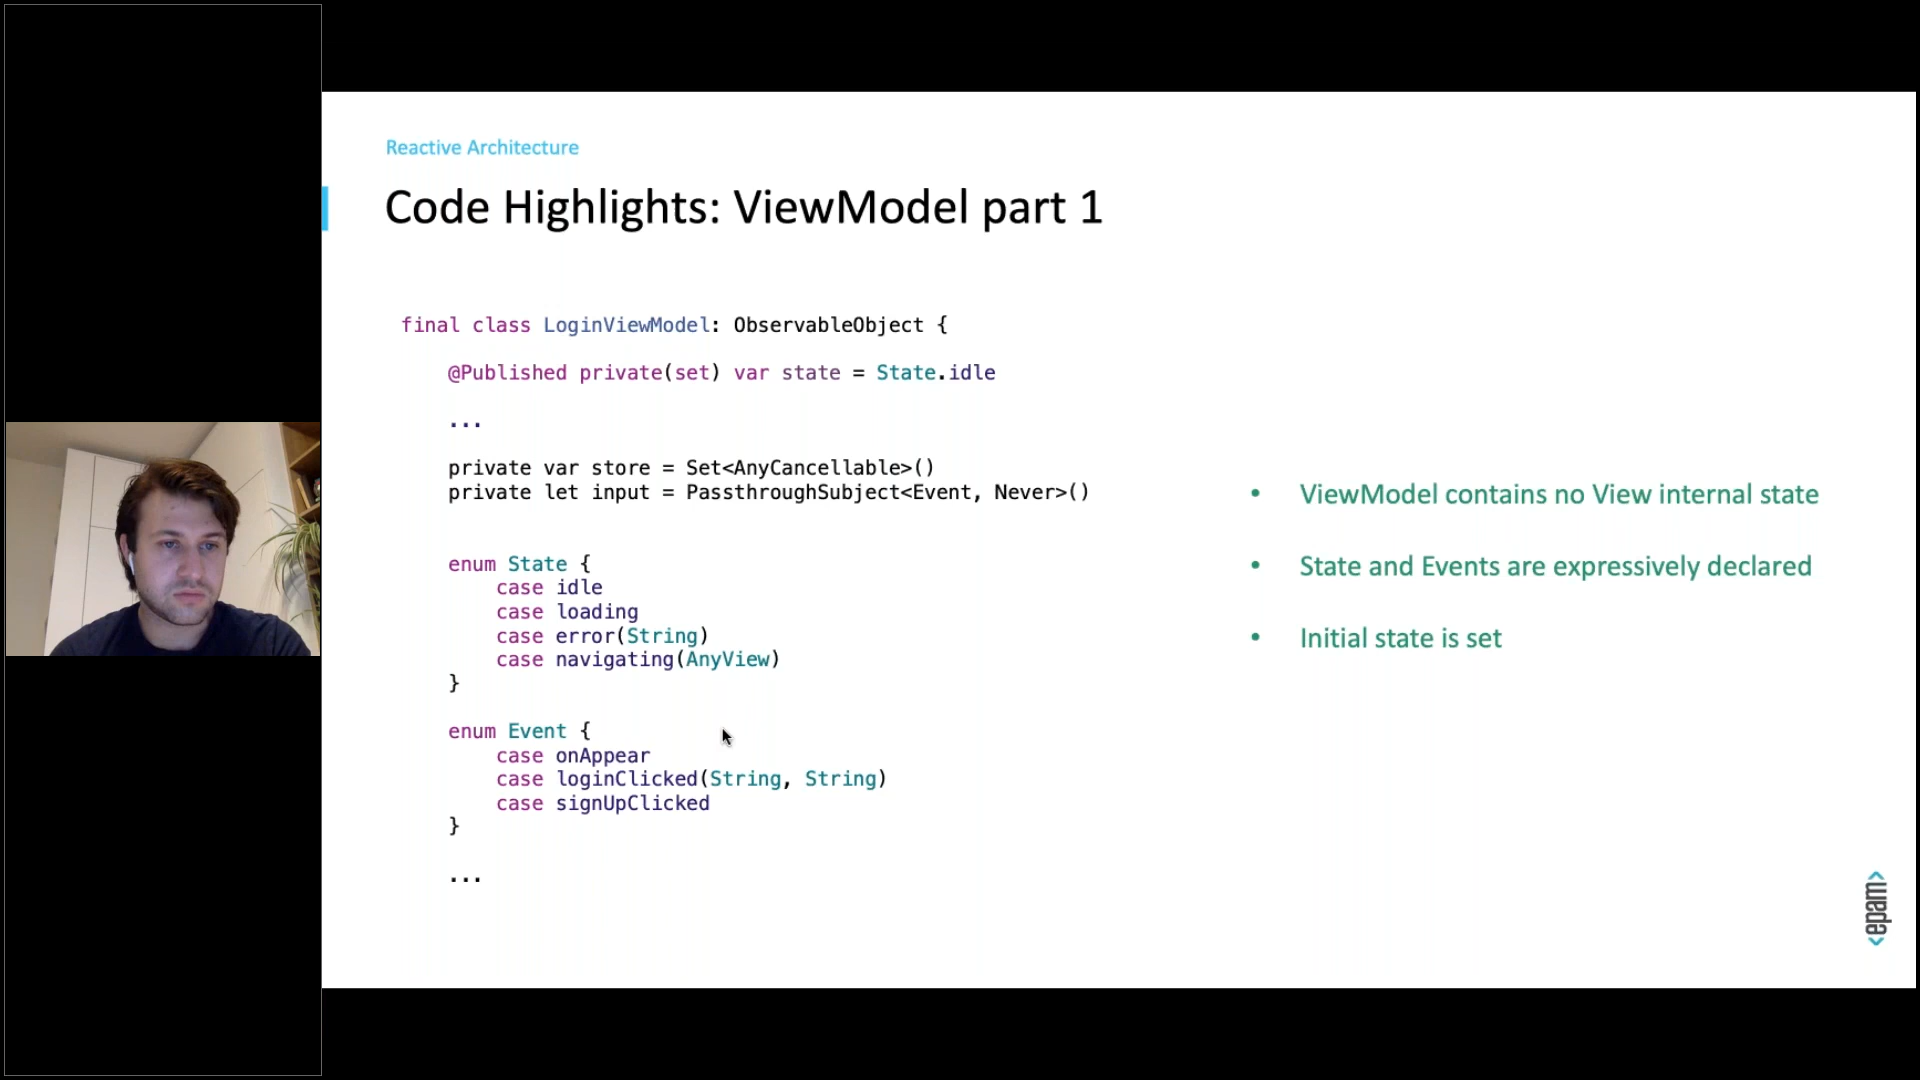 Reactive Architecture
Code Highlights: ViewModel part 1
final class LoginViewModel: ObservableObject {
@Published private(set) var state = State.idle
...
private var store = Set<AnyCancellable>()
private let input = PassthroughSubject<Event, Never>()
enum State {
case idle
case loading
case error(String)
case navigating(AnyView)
}
enum Event {
case onAppear
case loginClicked(String, String)
case signUpClicked
}
...
• ViewModel contains no View internal state
• State and Events are expressively declared
• Initial state is set
<epam>